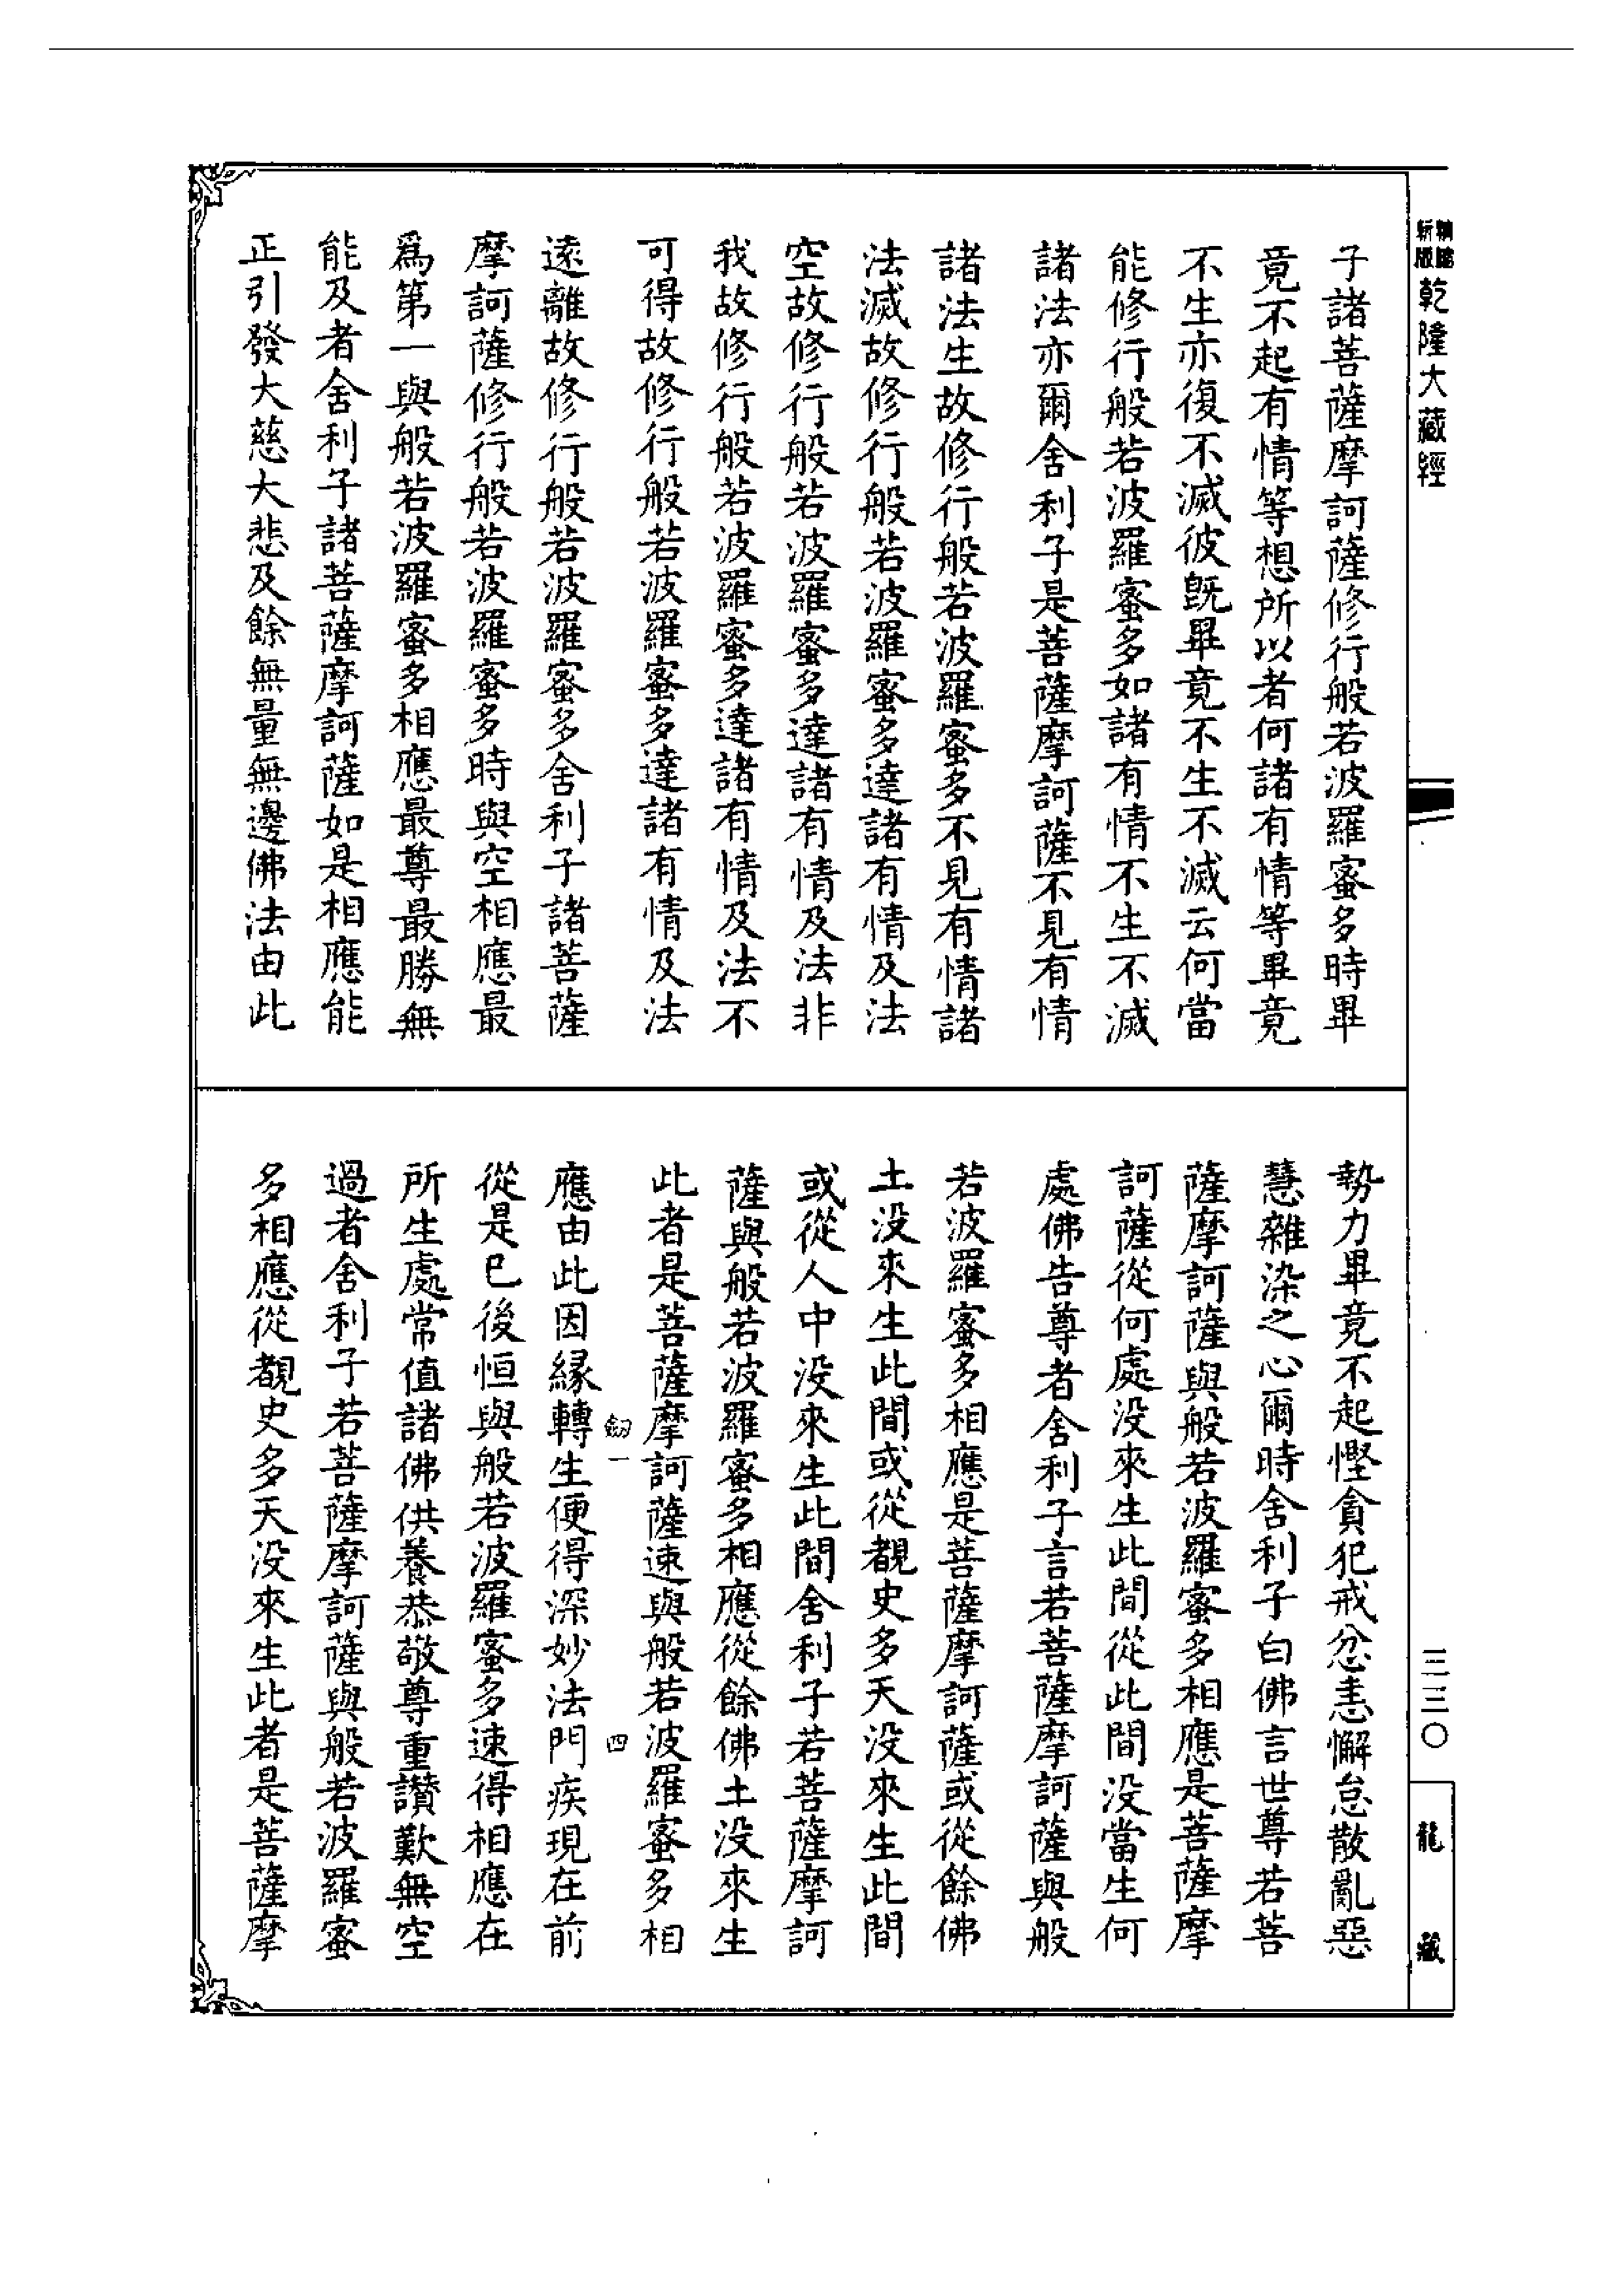 新版
精縮
乾隆大藏經
子諸菩薩摩訶薩修行般若波羅蜜多時畢
竟不起有情等想所以者何諸有情等畢竟
不生亦復不滅彼既畢竟不生不滅云何當
能修行般若波羅蜜多如諸有情不生不滅
諸法亦爾舍利子是菩薩摩訶薩不見有情
諸法生故修行般若波羅蜜多不見有情諸
法滅故修行般若波羅蜜多達諸有情及法
空故修行般若波羅蜜多達諸有情及法非
我故修行般若波羅蜜多達諸有情及法不
可得故修行般若波羅蜜多達諸有情及法
遠離故修行般若波羅蜜多舍利子諸菩薩
摩訶薩修行般若波羅蜜多時與空相應最
爲第一與般若波羅蜜多相應最尊最勝無
能及者舍利子諸菩薩摩訶薩如是相應能
正引發大慈大悲及餘無量無邊佛法由此
勢力畢竟不起慳貪犯戒忿恚懈怠散亂惡
慧雜染之心爾時舍利子白佛言世尊若菩
薩摩訶薩與般若波羅蜜多相應是菩薩摩
訶薩從何處没來生此間從此間没當生何
處佛告尊者舍利子言若菩薩摩訶薩與般
若波羅蜜多相應是菩薩摩訶薩或從餘佛
土没來生此間或從覩史多天没來生此間
或從人中没來生此間舍利子若菩薩摩訶
薩與般若波羅蜜多相應從餘佛土没來生
此者是菩薩摩訶薩速與般若波羅蜜多相
劒一
四
應由此因緣轉生便得深妙法門疾現在前
從是已後恒與般若波羅蜜多速得相應在
所生處常值諸佛供養恭敬尊重讚歎無空
過者舍利子若菩薩摩訶薩與般若波羅蜜
多相應從覩史多天没來生此者是菩薩摩
三三〇
龍藏